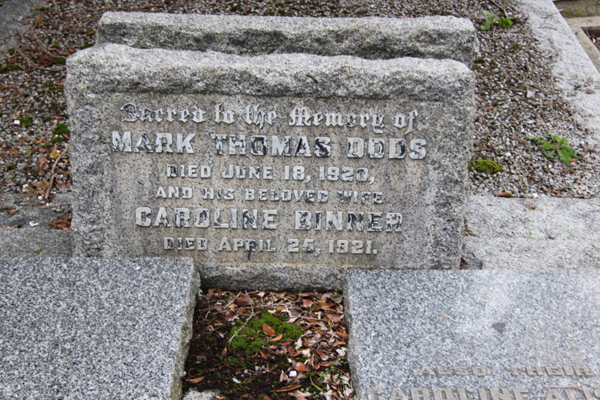 Sacred to the Memory of
MARK THOMAS DODS
DIED JUNE 18, 1920,
AND HIS BELOVED WIFE
CAROLINE BINNER
DIED APRIL 25, 1921.
ALSO THEIR
CAROLINE